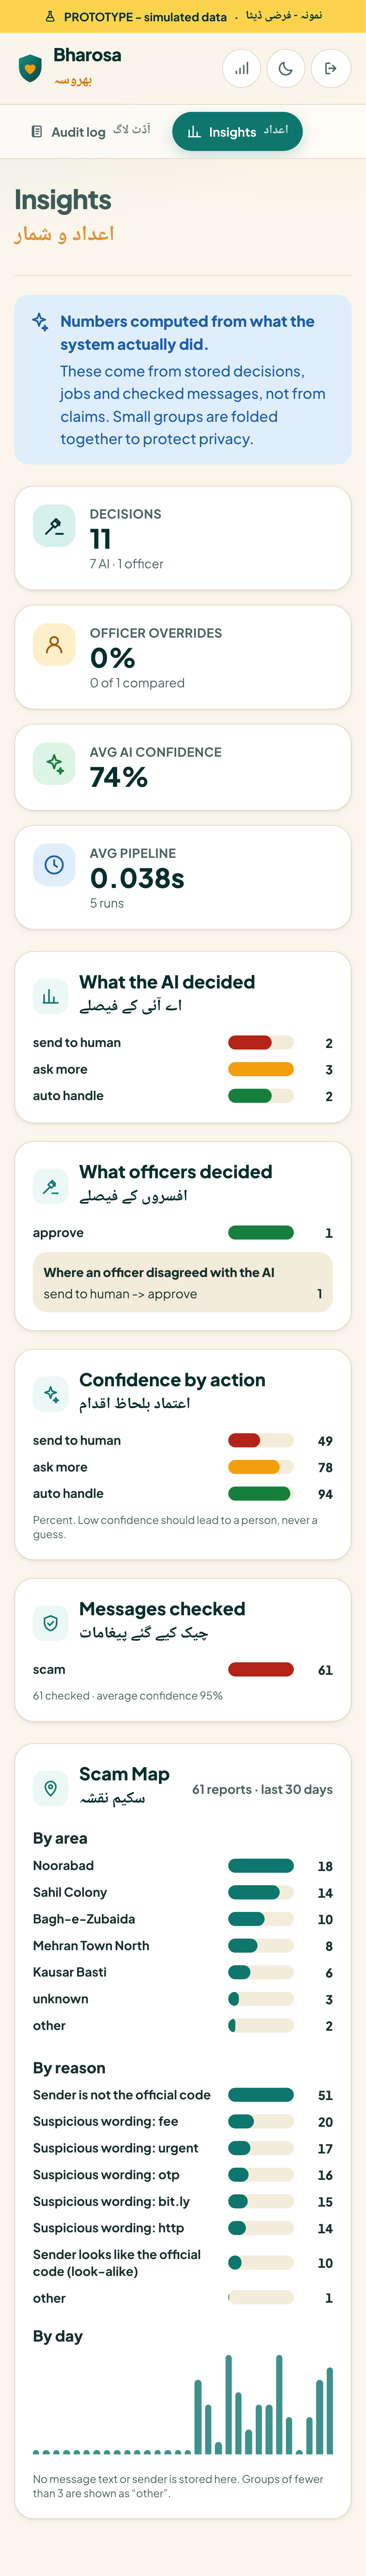 PROTOTYPE - simulated data · نمونہ - فرضی ڈیٹا
Bharosa
بھروسہ
Audit log آڈٹ لاگ
Insights اعداد
Insights
اعداد و شمار
Numbers computed from what the
system actually did.
These come from stored decisions,
jobs and checked messages, not from
claims. Small groups are folded
together to protect privacy.
DECISIONS
11
7 AI · 1 officer
OFFICER OVERRIDES
0%
0 of 1 compared
AVG AI CONFIDENCE
74%
AVG PIPELINE
0.038s
5 runs
What the AI decided
اے آئی کے فیصلے
send to human 2
ask more 3
auto handle 2
What officers decided
افسروں کے فیصلے
approve 1
Where an officer disagreed with the AI
send to human -> approve 1
Confidence by action
اعتماد بلحاظ اقدام
send to human 49
ask more 78
auto handle 94
Percent. Low confidence should lead to a person, never a
guess.
Messages checked
چیک کیے گئے پیغامات
scam 61
61 checked · average confidence 95%
Scam Map
سکیم نقشہ
61 reports · last 30 days
By area
Noorabad 18
Sahil Colony 14
Bagh-e-Zubaida 10
Mehran Town North 8
Kausar Basti 6
unknown 3
other 2
By reason
Sender is not the official code 51
Suspicious wording: fee 20
Suspicious wording: urgent 17
Suspicious wording: otp 16
Suspicious wording: bit.ly 15
Suspicious wording: http 14
Sender looks like the official
code (look-alike) 10
other 1
By day
No message text or sender is stored here. Groups of fewer
than 3 are shown as “other”.